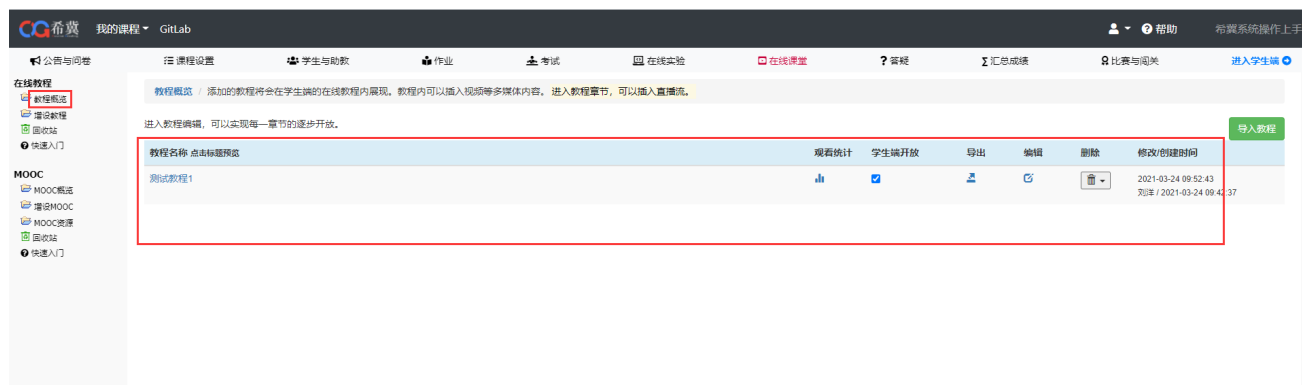 CG希冀 我的课程 GitLab 帮助 希冀系统操作上手
公告与问卷 课程设置 学生与助教 作业 考试 在线实验 在线课堂 答疑 汇总成绩 比赛与闯关 进入学生端
在线教程
教程概览
增设教程
回收站
快速入门
MOOC
MOOC概览
增设MOOC
MOOC资源
回收站
快速入门
教程概览 / 添加的教程将会在学生端的在线教程内展现。教程内可以插入视频等多媒体内容。进入教程章节，可以插入直播流。
进入教程编辑，可以实现每一章节的逐步开放。
导入教程
教程名称 点击标题预览 观看统计 学生端开放 导出 编辑 删除 修改/创建时间
测试教程1 2021-03-24 09:52:43
刘洋 / 2021-03-24 09:42:37